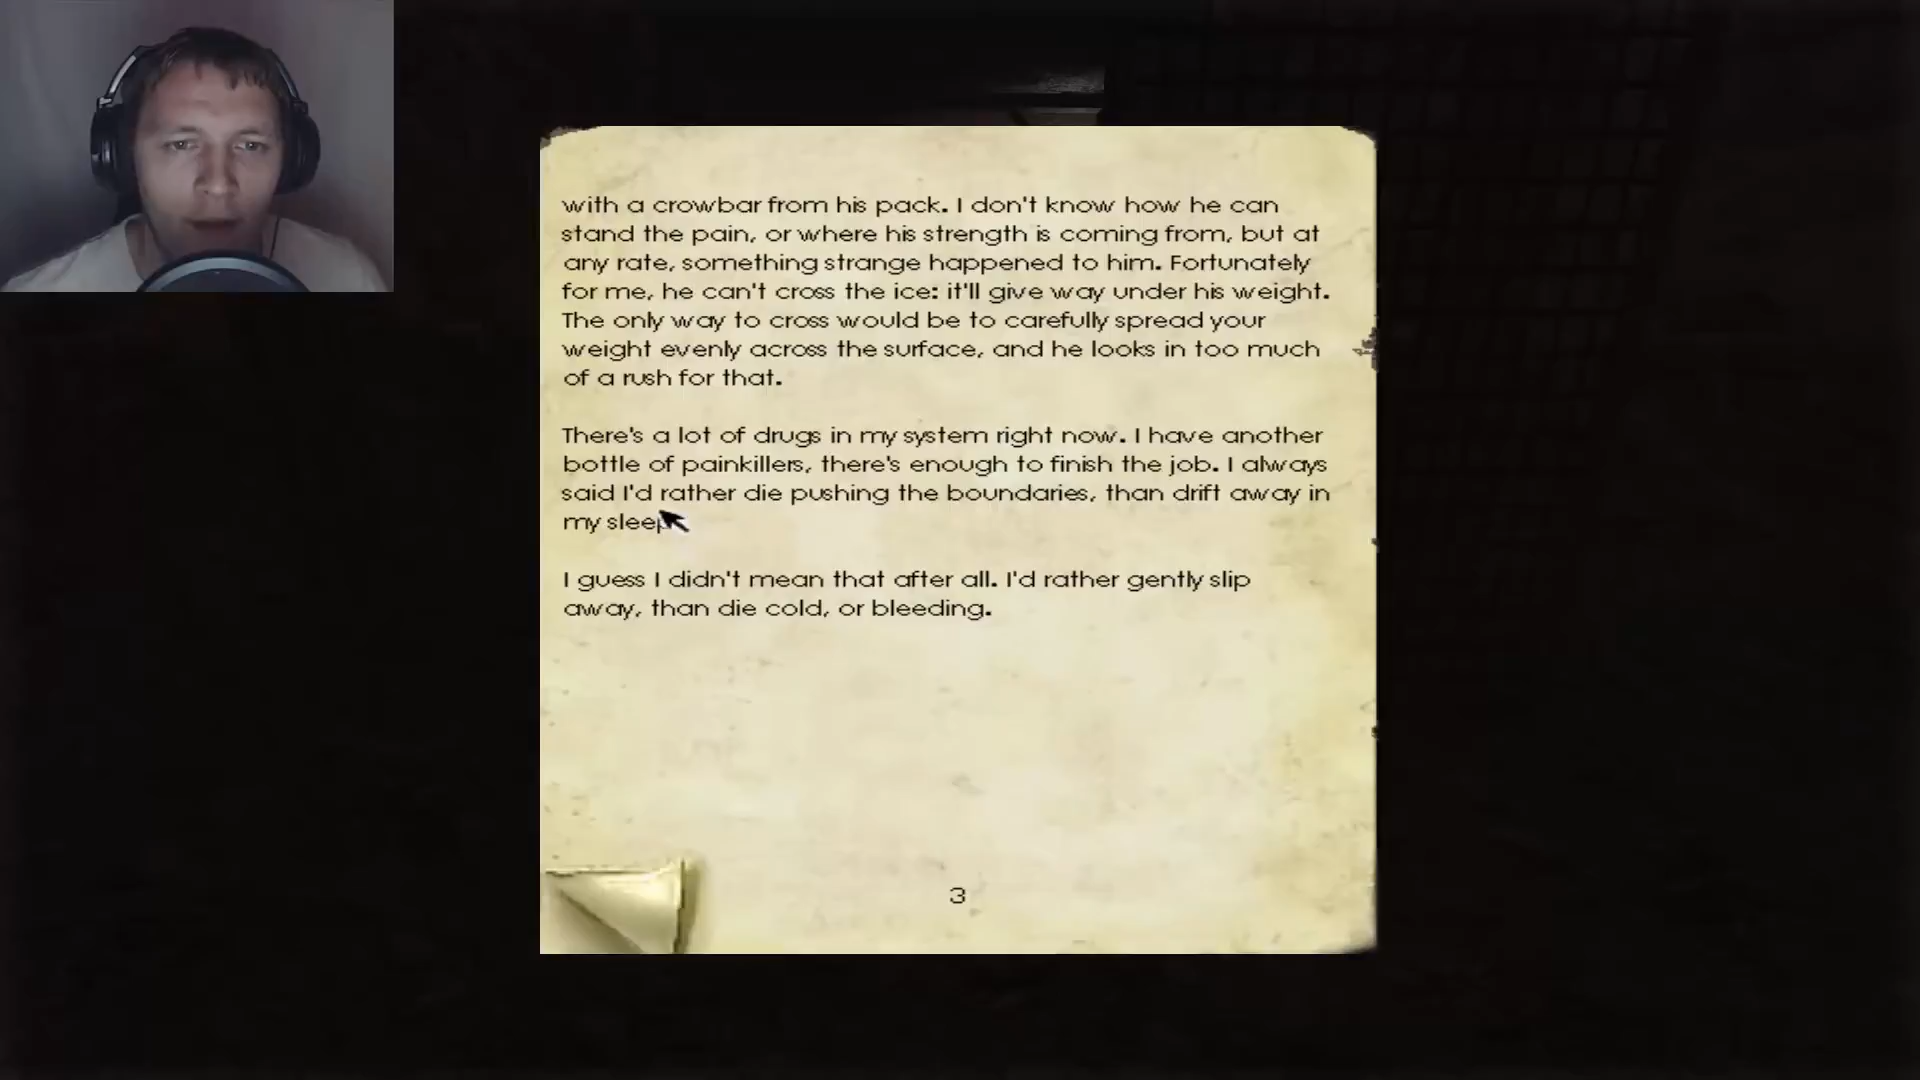 with a crowbar from his pack. I don't know how he can
stand the pain, or where his strength is coming from, but at
any rate, something strange happened to him. Fortunately
for me, he can't cross the ice: it'll give way under his weight.
The only way to cross would be to carefully spread your
weight evenly across the surface, and he looks in too much
of a rush for that.
There's a lot of drugs in my system right now. I have another
bottle of painkillers, there's enough to finish the job. I always
said I'd rather die pushing the boundaries, than drift away in
my sleep
I guess I didn't mean that after all. I'd rather gently slip
away, than die cold, or bleeding.
3